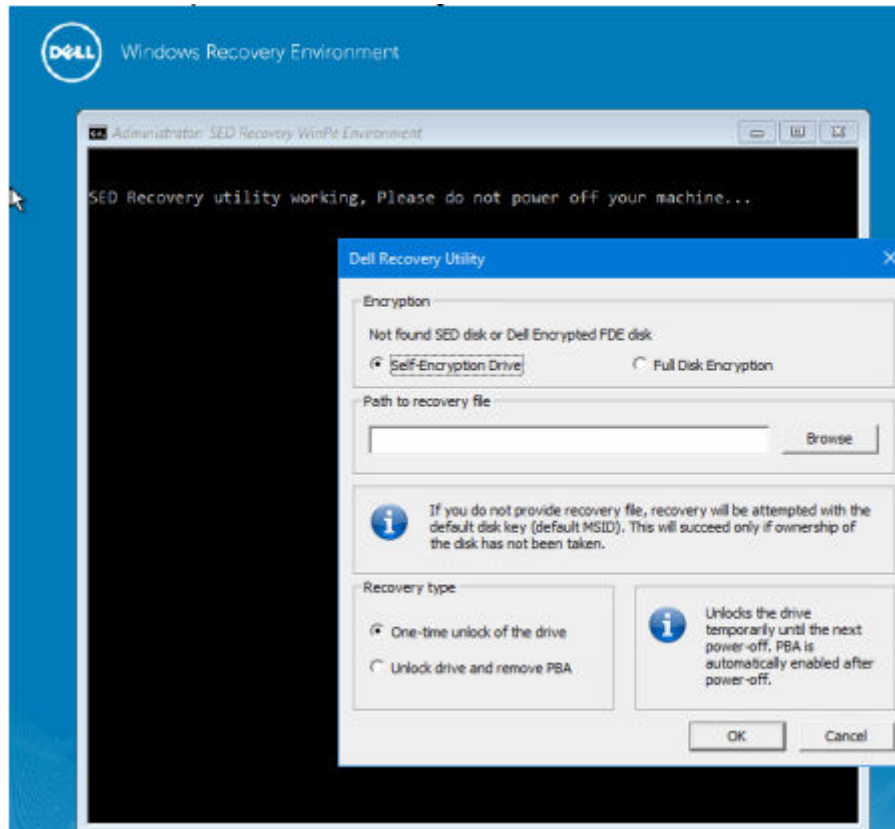 DELL Windows Recovery Environment
Administrator: SED Recovery WinPe Environment
SED Recovery utility working, Please do not power off your machine...
Dell Recovery Utility
Encryption
Not found SED disk or Dell Encrypted FDE disk
Self-Encryption Drive
Full Disk Encryption
Path to recovery file
Browse
If you do not provide recovery file, recovery will be attempted with the
default disk key (default MSID). This will succeed only if ownership of
the disk has not been taken.
Recovery type
One-time unlock of the drive
Unlock drive and remove PBA
Unlocks the drive
temporarily until the next
power-off. PBA is
automatically enabled after
power-off.
OK
Cancel